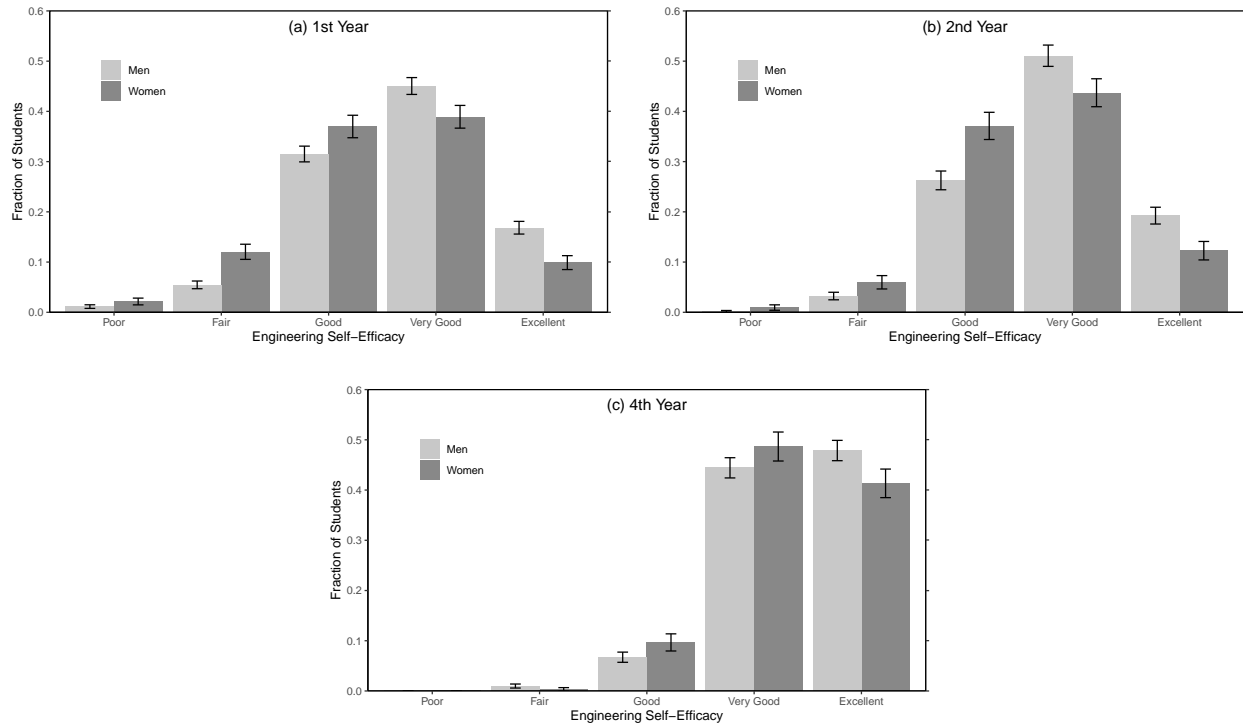 (a) 1st Year
Men
Women
Fraction of Students
0.6
0.5
0.4
0.3
0.2
0.1
0.0
Poor Fair Good Very Good Excellent
Engineering Self−Efficacy
(b) 2nd Year
Men
Women
Fraction of Students
0.6
0.5
0.4
0.3
0.2
0.1
0.0
Poor Fair Good Very Good Excellent
Engineering Self−Efficacy
(c) 4th Year
Men
Women
Fraction of Students
0.6
0.5
0.4
0.3
0.2
0.1
0.0
Poor Fair Good Very Good Excellent
Engineering Self−Efficacy